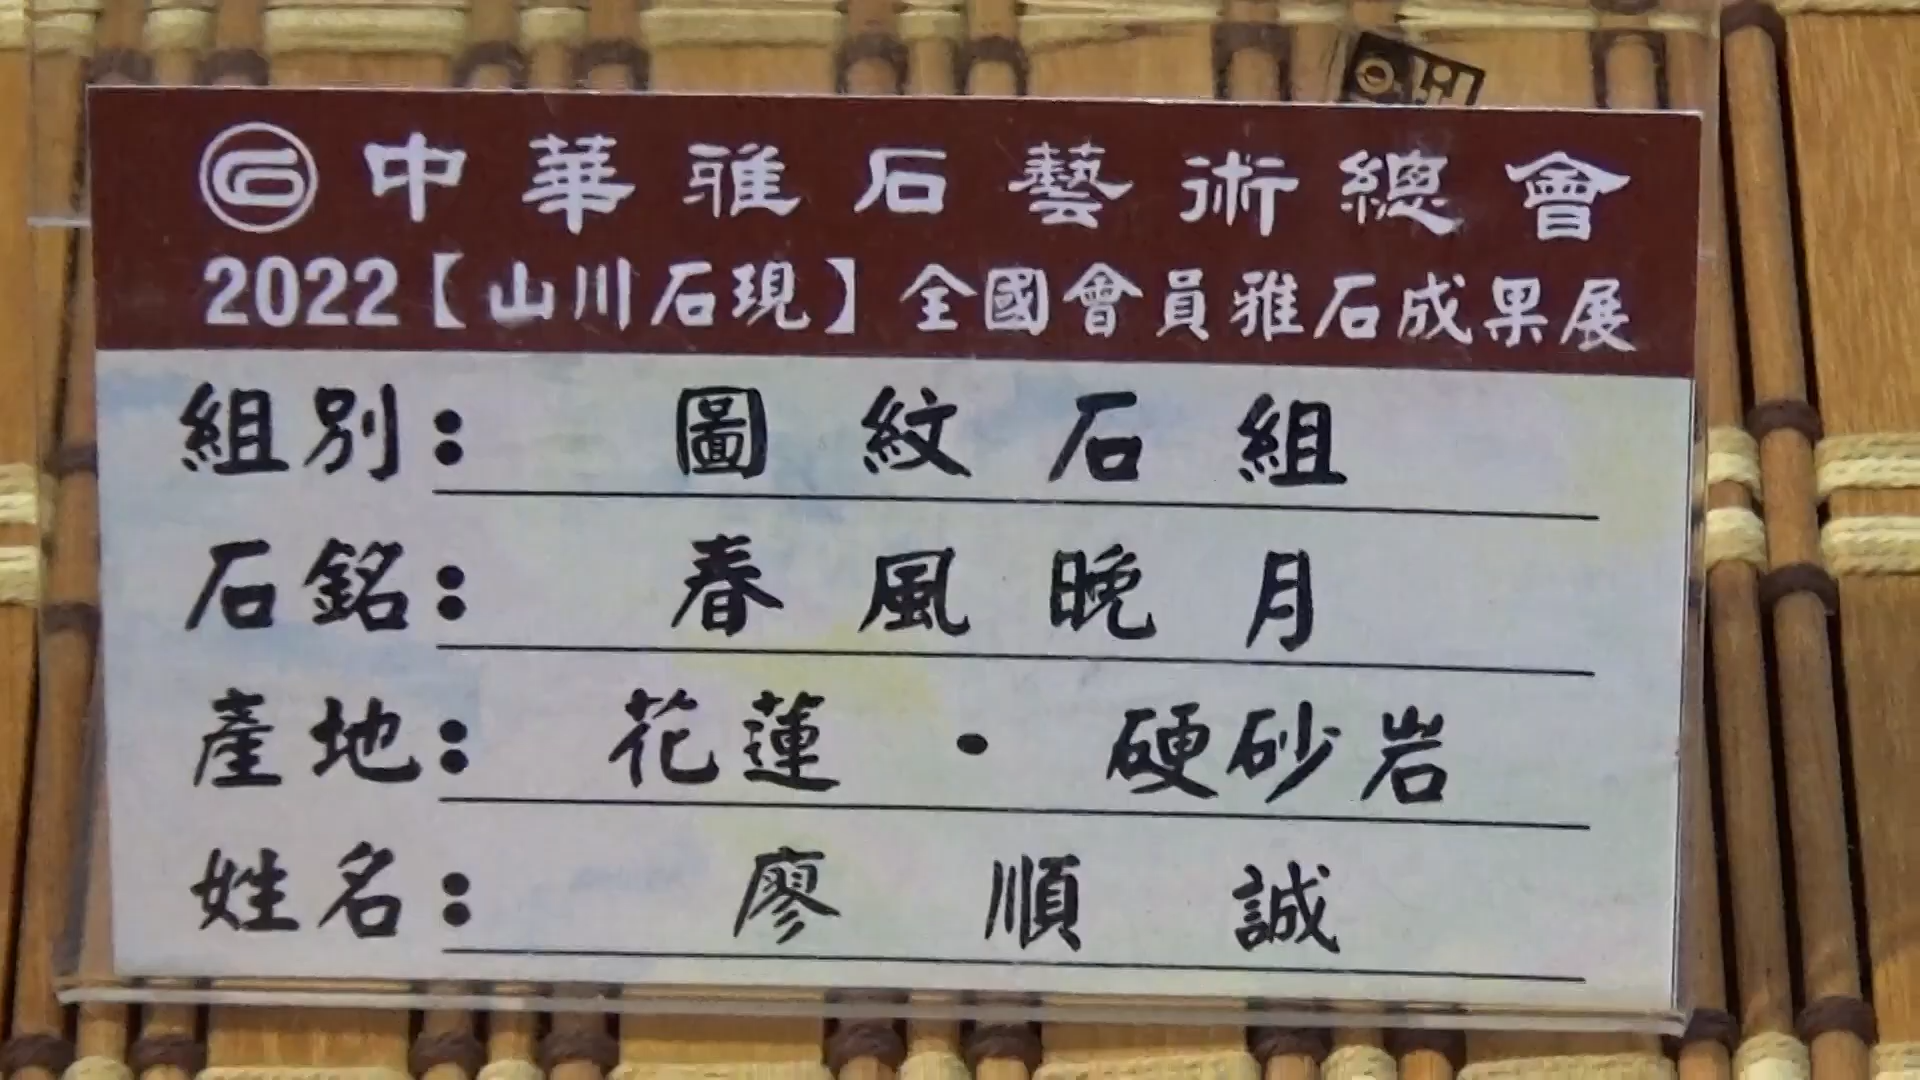 中華雅石藝術總會
2022【山川石現】全國會員雅石成果展
組別：圖紋石組
石銘：春風晚月
產地：花蓮・硬砂岩
姓名：廖順誠